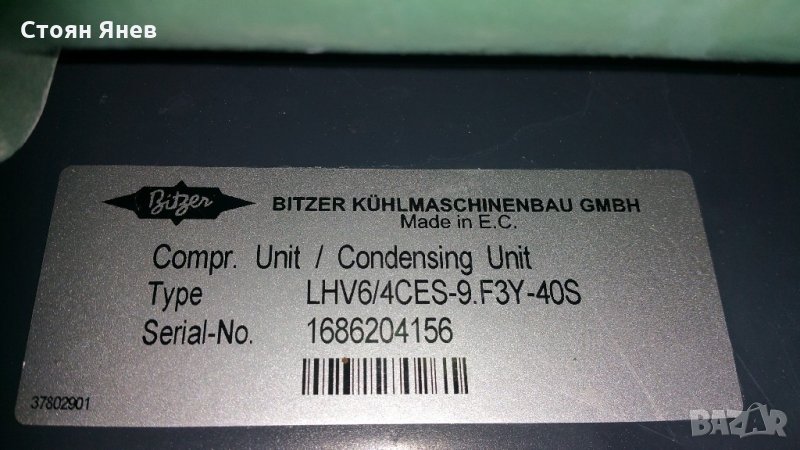 Стоян Янев
Bitzer
BITZER KÜHLMASCHINENBAU GMBH
Made in E.C.
Compr. Unit / Condensing Unit
Type LHV6/4CES-9.F3Y-40S
Serial-No. 1686204156
37802901
BAZAR